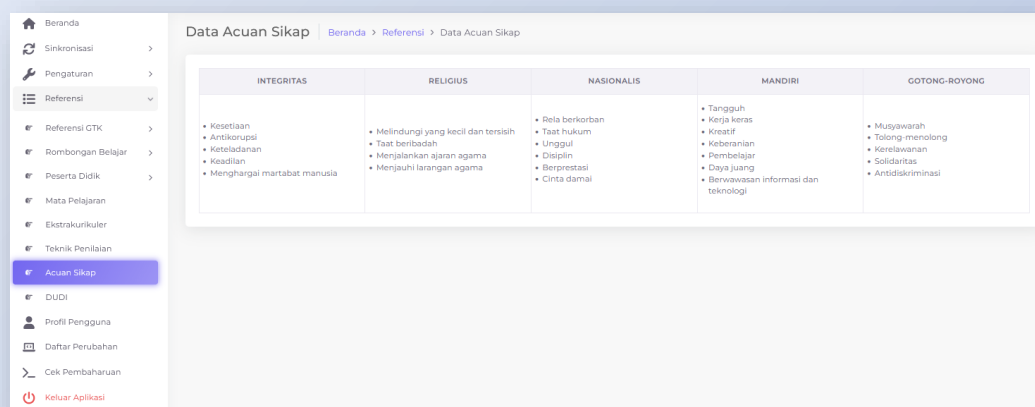 Beranda
Sinkronisasi
Pengaturan
Referensi
Referensi GTK
Rombongan Belajar
Peserta Didik
Mata Pelajaran
Ekstrakurikuler
Teknik Penilaian
Acuan Sikap
DUDI
Profil Pengguna
Daftar Perubahan
Cek Pembaharuan
Keluar Aplikasi
Data Acuan Sikap Beranda > Referensi > Data Acuan Sikap
INTEGRITAS
• Kesetiaan
• Antikorupsi
• Keteladanan
• Keadilan
• Menghargai martabat manusia
RELIGIUS
• Melindungi yang kecil dan tersisih
• Taat beribadah
• Menjalankan ajaran agama
• Menjauhi larangan agama
NASIONALIS
• Rela berkorban
• Taat hukum
• Unggul
• Disiplin
• Berprestasi
• Cinta damai
MANDIRI
• Tangguh
• Kerja keras
• Kreatif
• Keberanian
• Pembelajar
• Daya juang
• Berwawasan informasi dan
teknologi
GOTONG-ROYONG
• Musyawarah
• Tolong-menolong
• Kerelawanan
• Solidaritas
• Antidiskriminasi